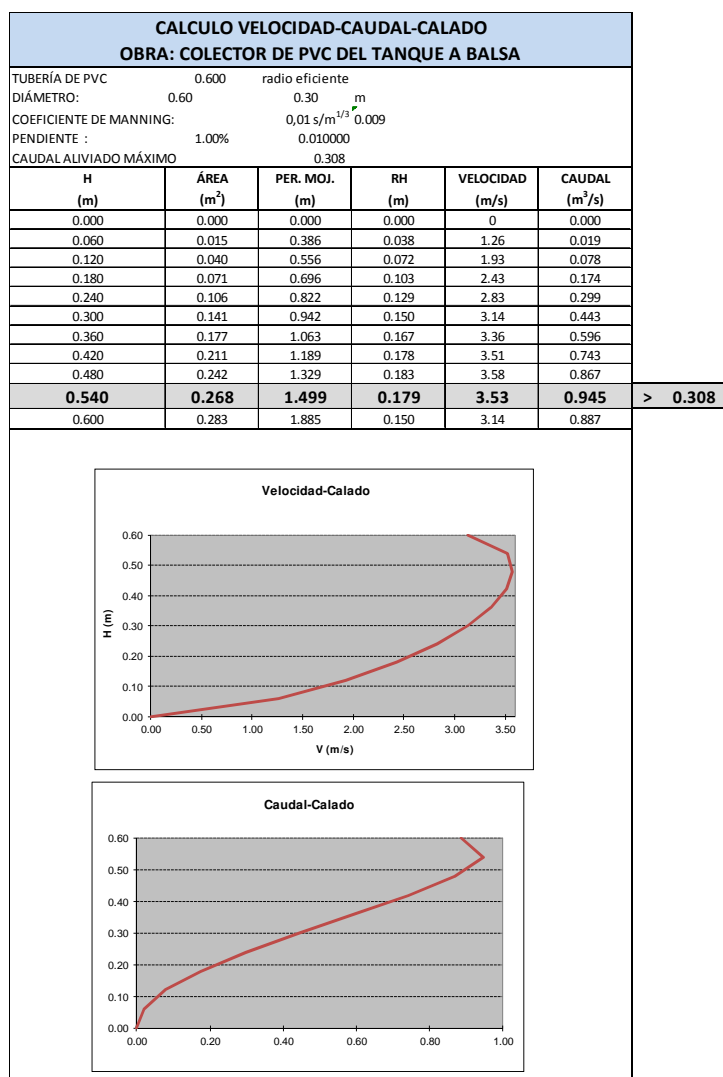 CALCULO VELOCIDAD-CAUDAL-CALADO
OBRA: COLECTOR DE PVC DEL TANQUE A BALSA
TUBERÍA DE PVC 0.600 radio eficiente
DIÁMETRO: 0.60 0.30 m
COEFICIENTE DE MANNING: 0,01 s/m^1/3 0.009
PENDIENTE : 1.00% 0.010000
CAUDAL ALIVIADO MÁXIMO 0.308
H ÁREA PER. MOJ. RH VELOCIDAD CAUDAL
(m) (m²) (m) (m) (m/s) (m³/s)
0.000 0.000 0.000 0.000 0 0.000
0.060 0.015 0.386 0.038 1.26 0.019
0.120 0.040 0.556 0.072 1.93 0.078
0.180 0.071 0.696 0.103 2.43 0.174
0.240 0.106 0.822 0.129 2.83 0.299
0.300 0.141 0.942 0.150 3.14 0.443
0.360 0.177 1.063 0.167 3.36 0.596
0.420 0.211 1.189 0.178 3.51 0.743
0.480 0.242 1.329 0.183 3.58 0.867
0.540 0.268 1.499 0.179 3.53 0.945 > 0.308
0.600 0.283 1.885 0.150 3.14 0.887
Velocidad-Calado
0.60
0.50
0.40
0.30
0.20
0.10
0.00
H (m)
0.00 0.50 1.00 1.50 2.00 2.50 3.00 3.50
V (m/s)
Caudal-Calado
0.60
0.50
0.40
0.30
0.20
0.10
0.00
0.00 0.20 0.40 0.60 0.80 1.00